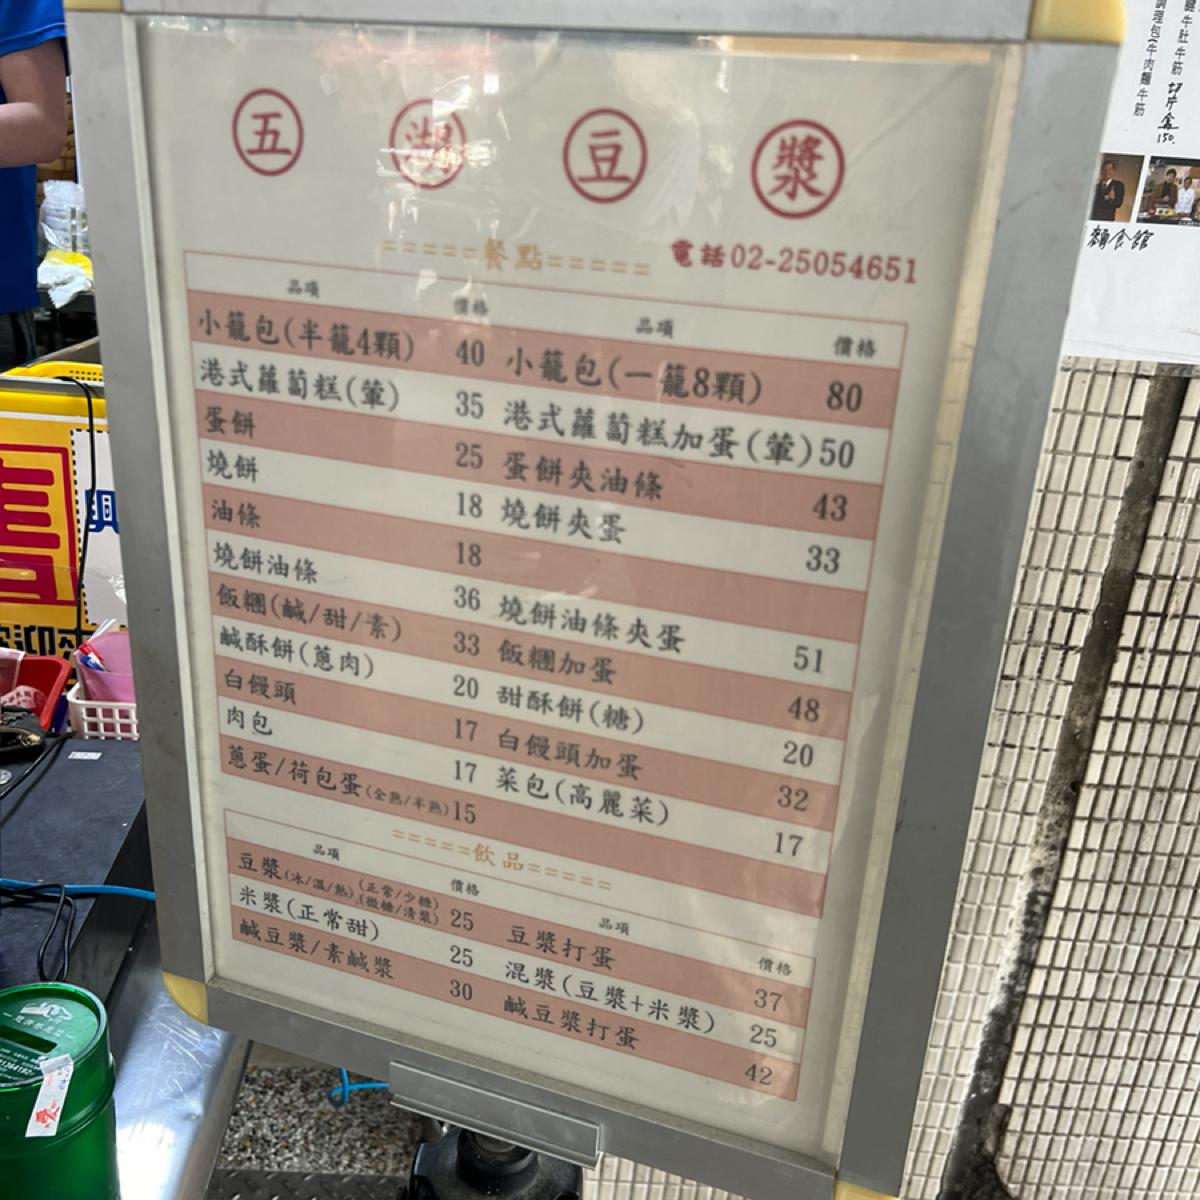 五湖豆漿
=====餐點===== 電話02-25054651
品項 價格 品項 價格
小籠包(半籠4顆) 40 小籠包(一籠8顆) 80
港式蘿蔔糕(葷) 35 港式蘿蔔糕加蛋(葷) 50
蛋餅 25 蛋餅夾油條 43
燒餅 18 燒餅夾蛋 33
油條 18
燒餅油條 36 燒餅油條夾蛋 51
飯糰(鹹/甜/素) 33 飯糰加蛋 48
鹹酥餅(蔥肉) 20 甜酥餅(糖) 20
白饅頭 17 白饅頭加蛋 32
肉包 17 菜包(高麗菜) 17
蔥蛋/荷包蛋(全熟/半熟) 15
=====飲品=====
品項 價格 品項 價格
豆漿(冰/溫/熱)(正常/少糖)(微糖/清漿) 25 豆漿打蛋 37
米漿(正常甜) 25 混漿(豆漿+米漿) 25
鹹豆漿/素鹹漿 30 鹹豆漿打蛋 42
牛肚 牛筋 切片盒150.
調理包(牛肉麵 牛筋
麵食館